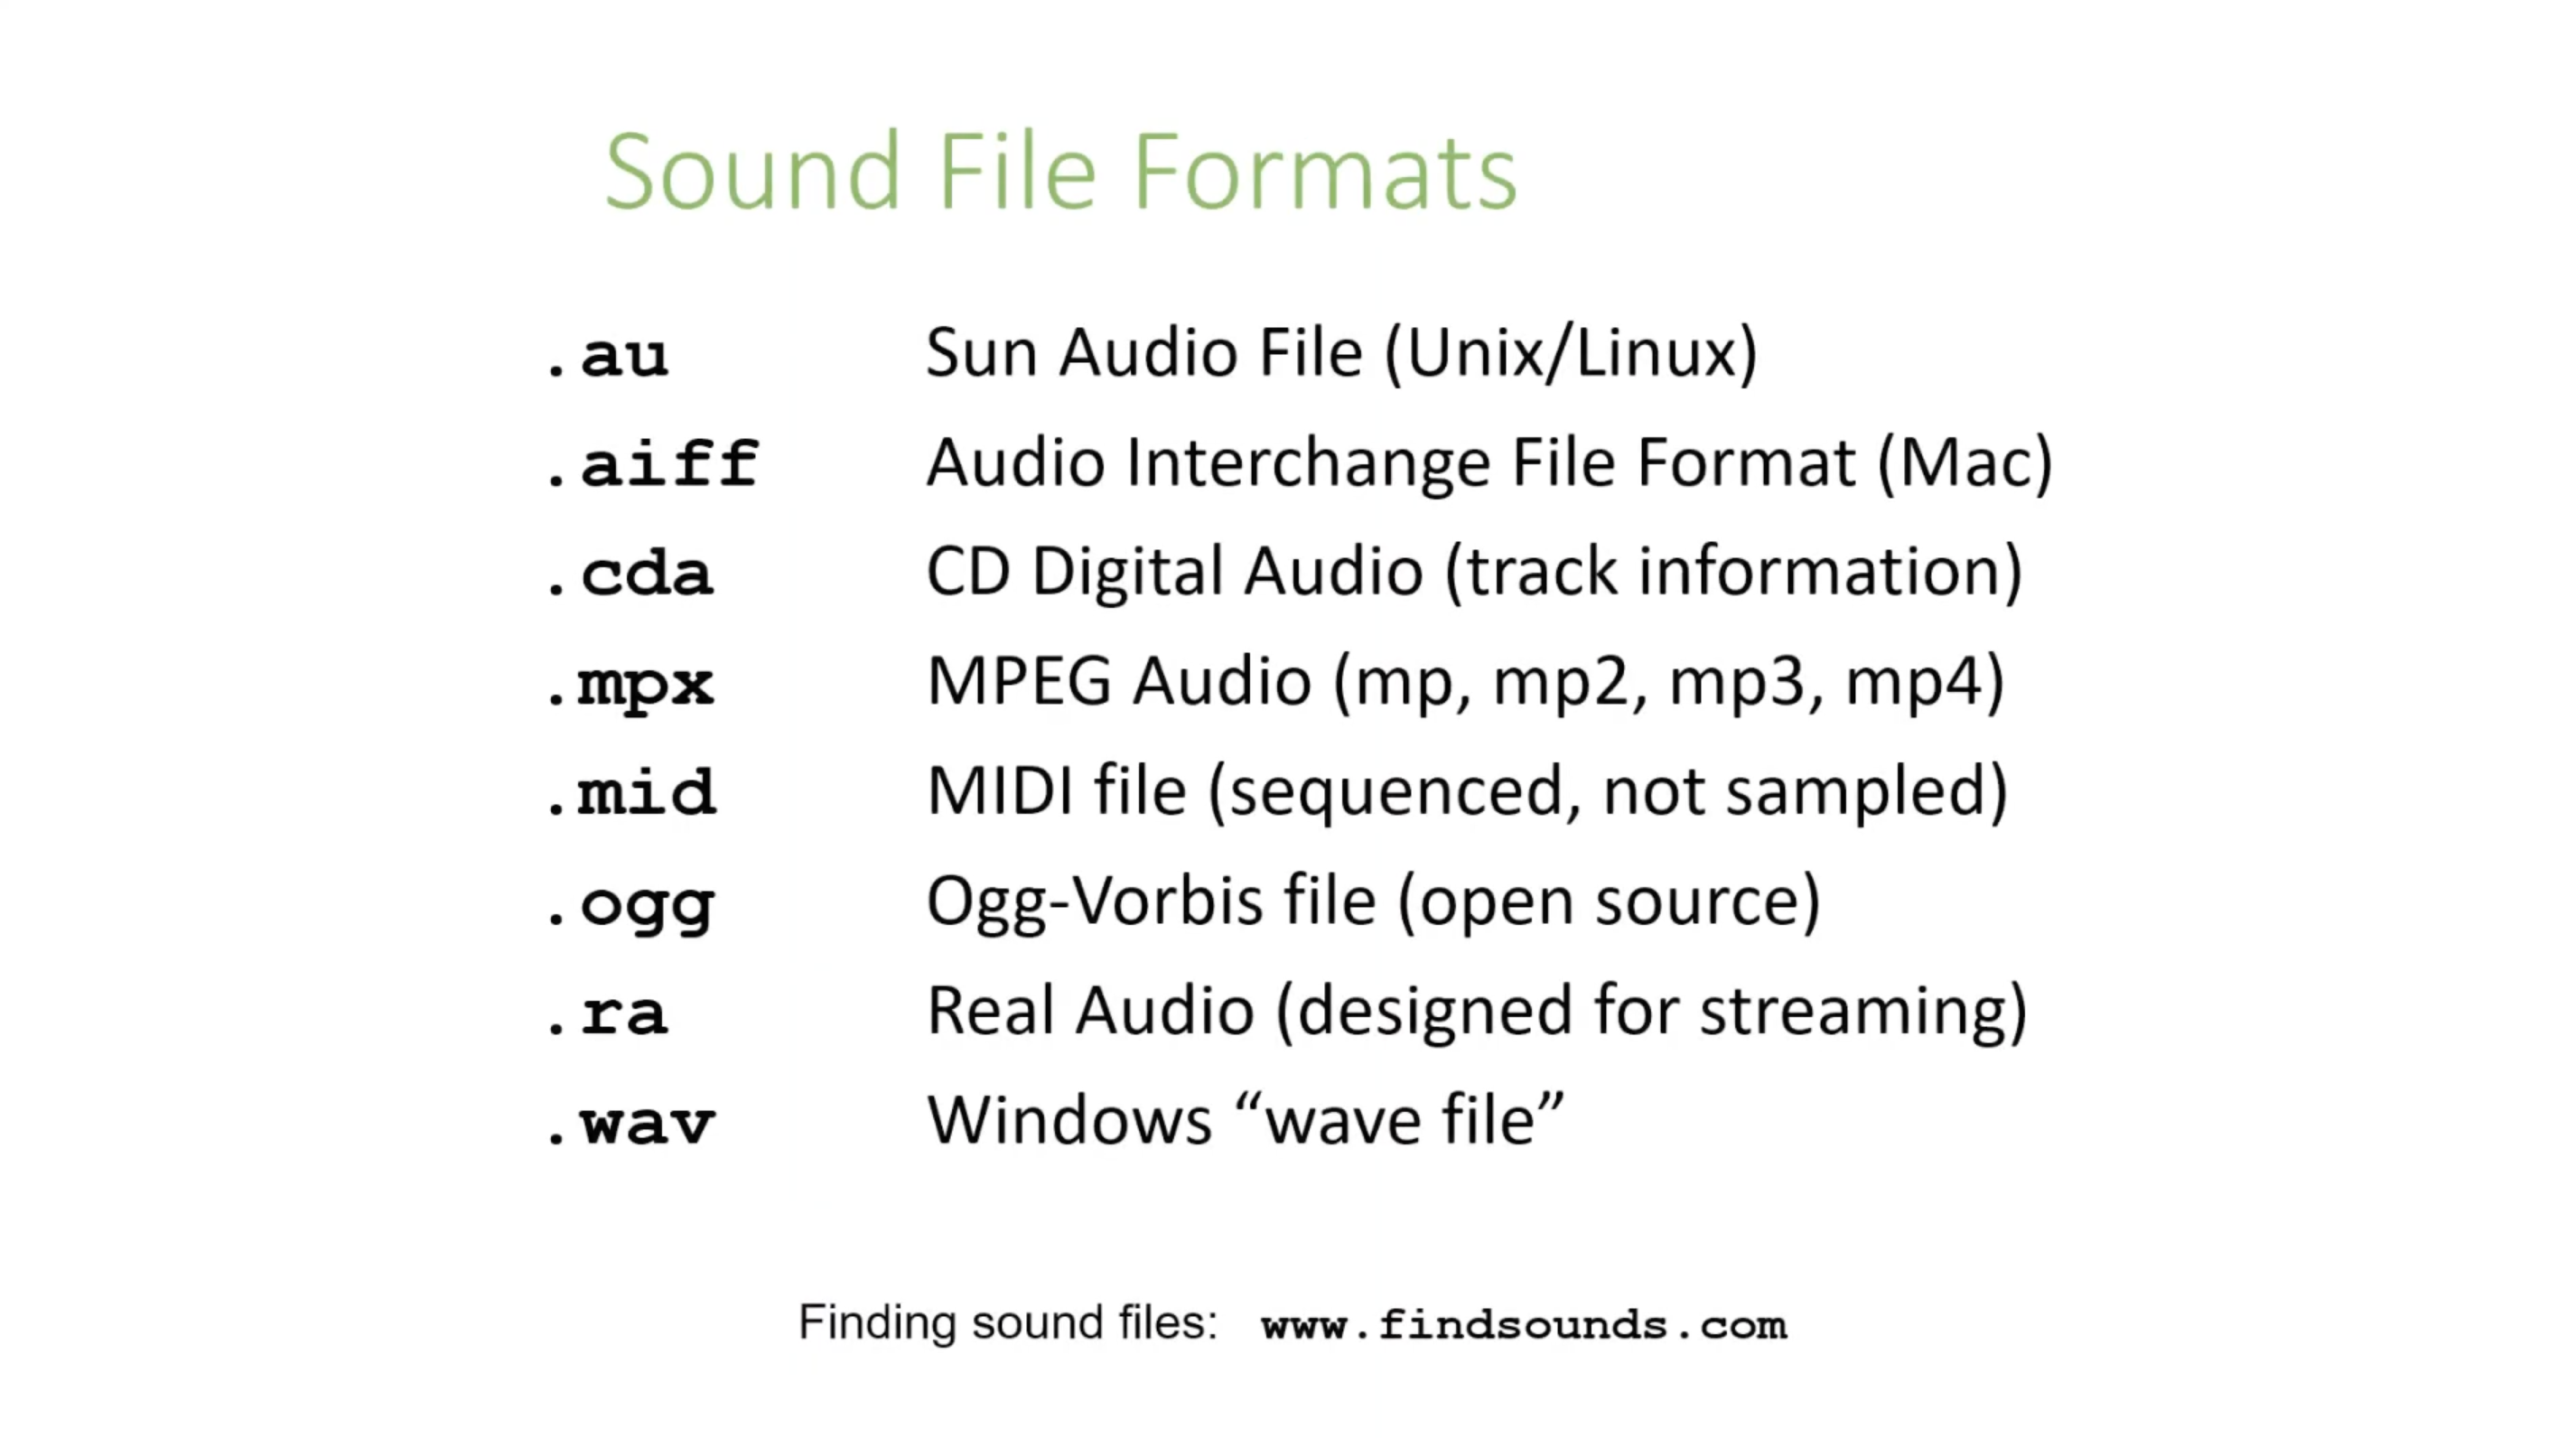 Sound File Formats
.au Sun Audio File (Unix/Linux)
.aiff Audio Interchange File Format (Mac)
.cda CD Digital Audio (track information)
.mpx MPEG Audio (mp, mp2, mp3, mp4)
.mid MIDI file (sequenced, not sampled)
.ogg Ogg-Vorbis file (open source)
.ra Real Audio (designed for streaming)
.wav Windows “wave file”
Finding sound files: www.findsounds.com